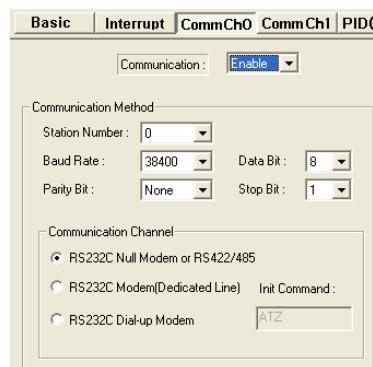 Basic Interrupt CommCh0 CommCh1 PID(
Communication : Enable
Communication Method
Station Number : 0
Baud Rate : 38400 Data Bit : 8
Parity Bit : None Stop Bit : 1
Communication Channel
RS232C Null Modem or RS422/485
RS232C Modem(Dedicated Line) Init Command :
RS232C Dial-up Modem ATZ